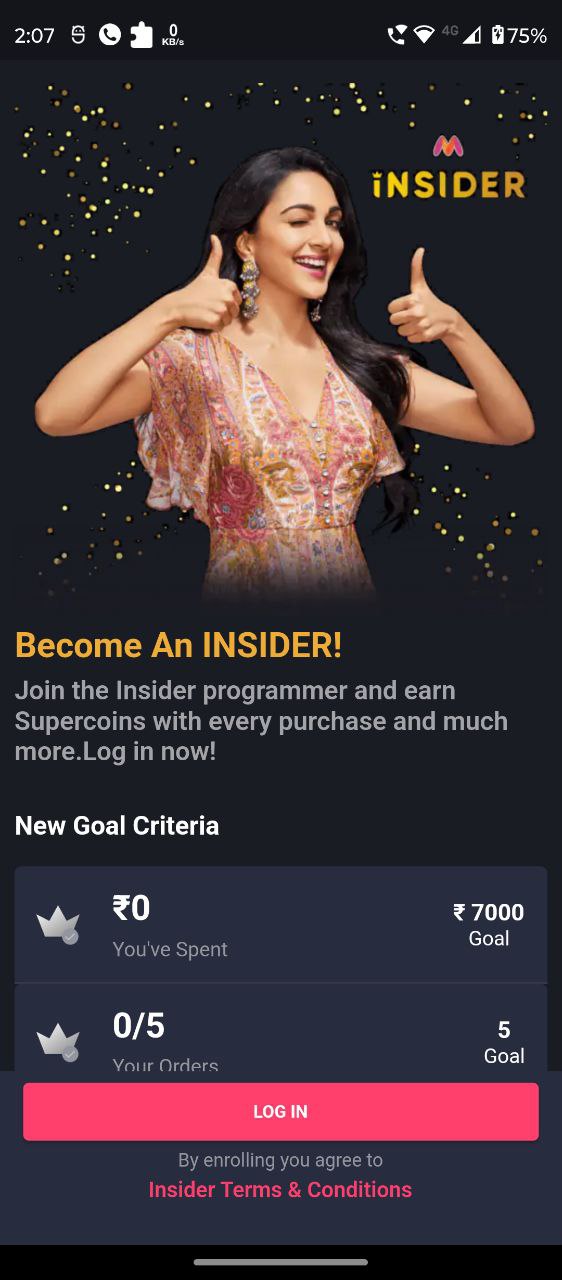 2:07
0
KB/s
4G
75%
INSIDER
Become An INSIDER!
Join the Insider programmer and earn
Supercoins with every purchase and much
more.Log in now!
New Goal Criteria
₹0
You've Spent
₹ 7000
Goal
0/5
Your Orders
5
Goal
LOG IN
By enrolling you agree to
Insider Terms & Conditions